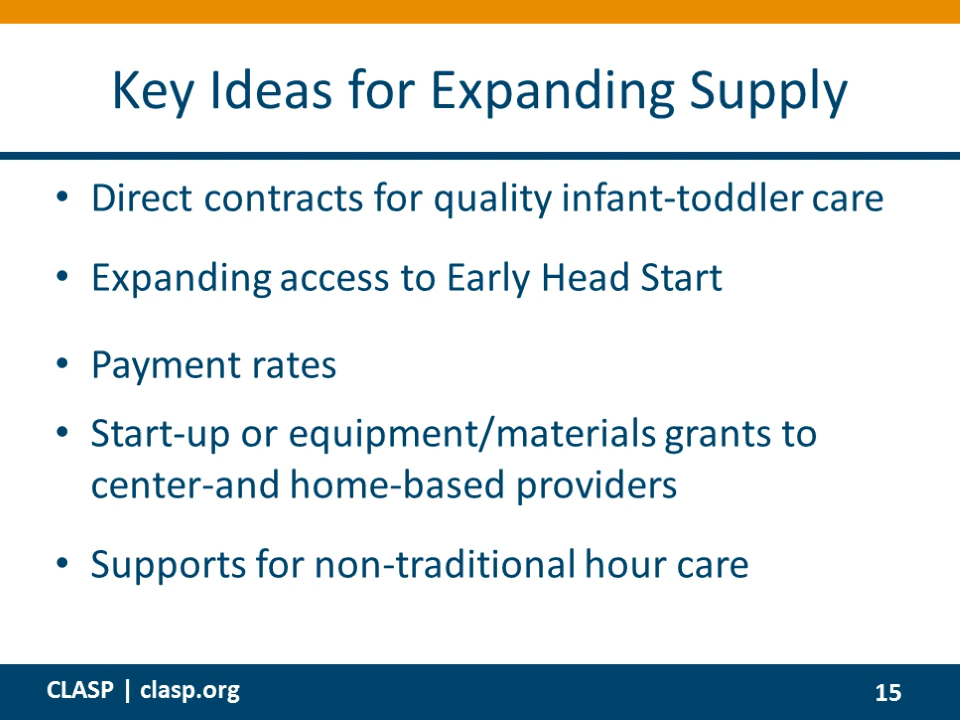 Key Ideas for Expanding Supply
• Direct contracts for quality infant-toddler care
• Expanding access to Early Head Start
• Payment rates
• Start-up or equipment/materials grants to
center-and home-based providers
• Supports for non-traditional hour care
CLASP | clasp.org
15